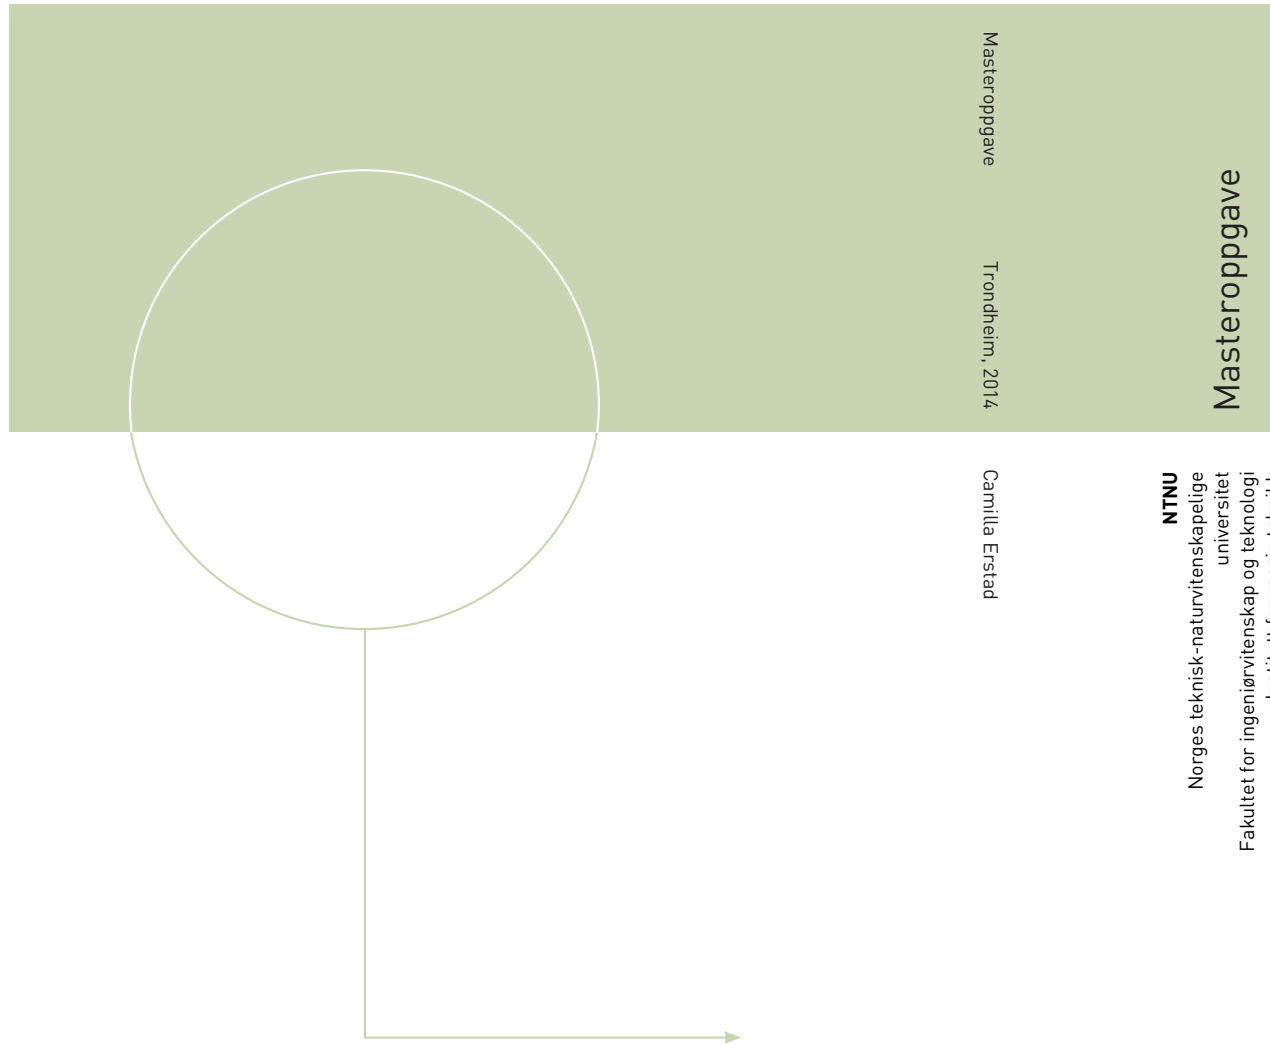 Masteroppgave
Trondheim, 2014
Camilla Erstad
Masteroppgave
NTNU
Norges teknisk-naturvitenskapelige
universitet
Fakultet for ingeniørvitenskap og teknologi